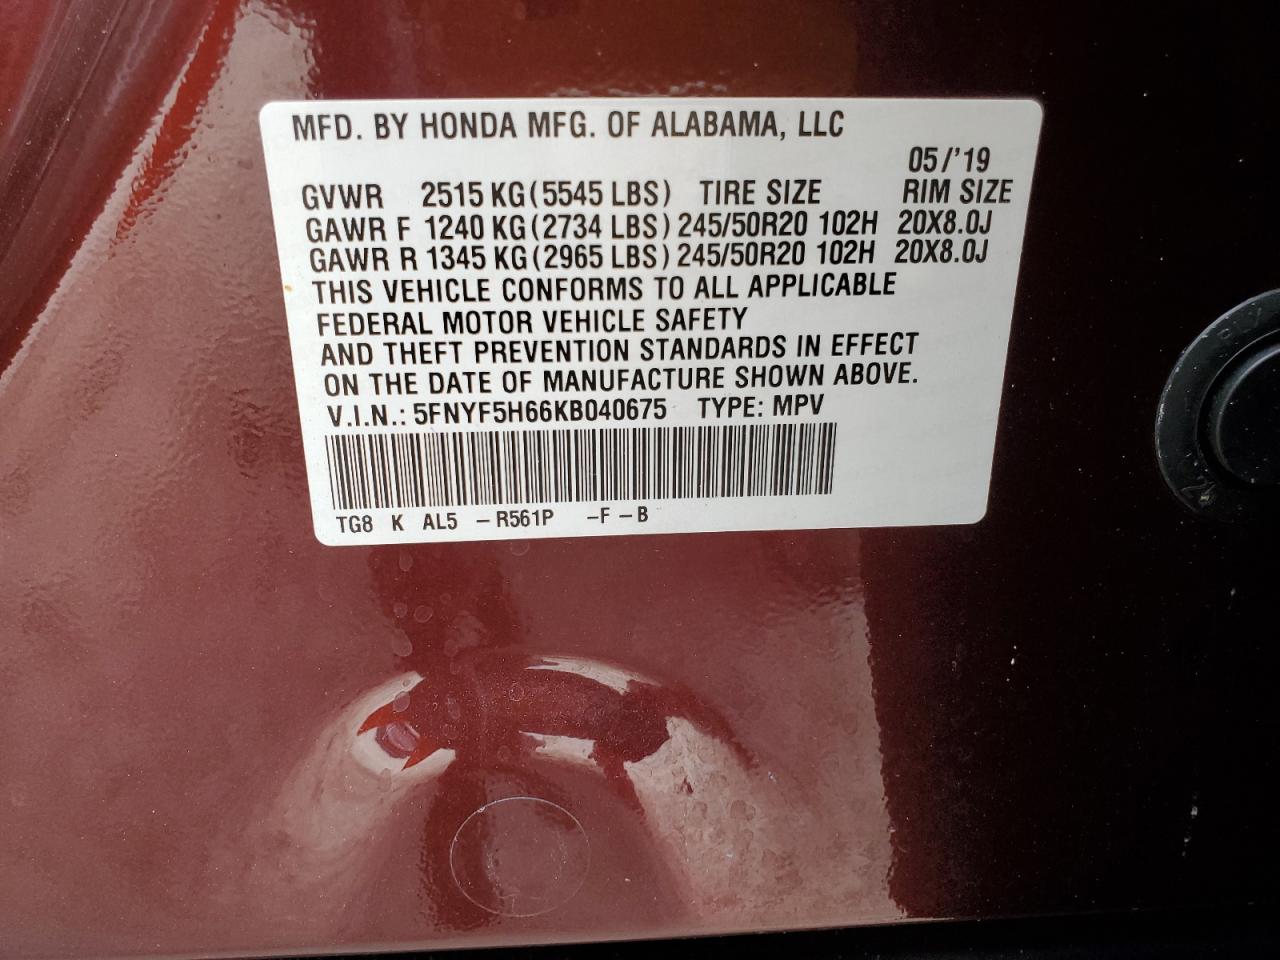 MFD. BY HONDA MFG. OF ALABAMA, LLC
05/'19
GVWR 2515 KG(5545 LBS) TIRE SIZE RIM SIZE
GAWR F 1240 KG(2734 LBS) 245/50R20 102H 20X8.0J
GAWR R 1345 KG(2965 LBS) 245/50R20 102H 20X8.0J
THIS VEHICLE CONFORMS TO ALL APPLICABLE
FEDERAL MOTOR VEHICLE SAFETY
AND THEFT PREVENTION STANDARDS IN EFFECT
ON THE DATE OF MANUFACTURE SHOWN ABOVE.
V.I.N.: 5FNYF5H66KB040675 TYPE: MPV
TG8 K AL5 -R561P -F-B